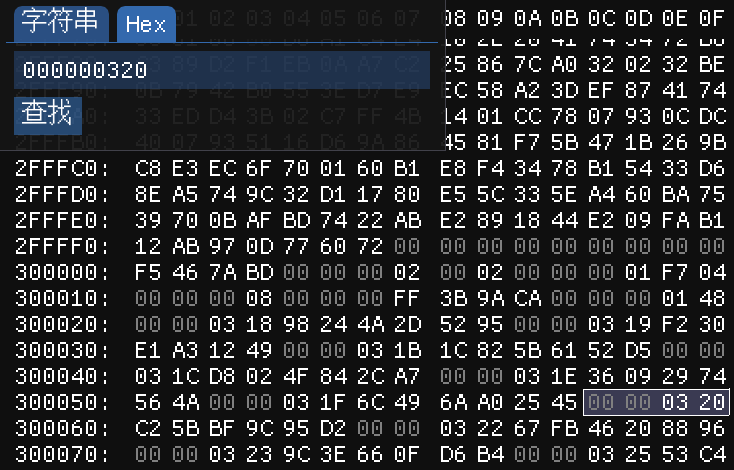 字符串 Hex 08 09 0A 0B 0C 0D 0E 0F
000000320 25 86 7C A0 32 02 32 BE
EC 58 A2 3D EF 87 41 74
查找 14 01 CC 78 07 93 0C DC
45 81 F7 5B 47 1B 26 9B
2FFFC0: C8 E3 EC 6F 70 01 60 B1 E8 F4 34 78 B1 54 33 D6
2FFFD0: 8E A5 74 9C 32 D1 17 80 E5 5C 33 5E A4 60 BA 75
2FFFE0: 39 70 0B AF BD 74 22 AB E2 89 18 44 E2 09 FA B1
2FFFF0: 12 AB 97 0D 77 60 72 00 00 00 00 00 00 00 00 00
300000: F5 46 7A BD 00 00 00 02 00 02 00 00 00 01 F7 04
300010: 00 00 00 08 00 00 00 FF 3B 9A CA 00 00 00 01 48
300020: 00 00 03 18 98 24 4A 2D 52 95 00 00 03 19 F2 30
300030: E1 A3 12 49 00 00 03 1B 1C 82 5B 61 52 D5 00 00
300040: 03 1C D8 02 4F 84 2C A7 00 00 03 1E 36 09 29 74
300050: 56 4A 00 00 03 1F 6C 49 6A A0 25 45 00 00 03 20
300060: C2 5B BF 9C 95 D2 00 00 03 22 67 FB 46 20 88 96
300070: 00 00 03 23 9C 3E 66 0F D6 B4 00 00 03 25 53 C4